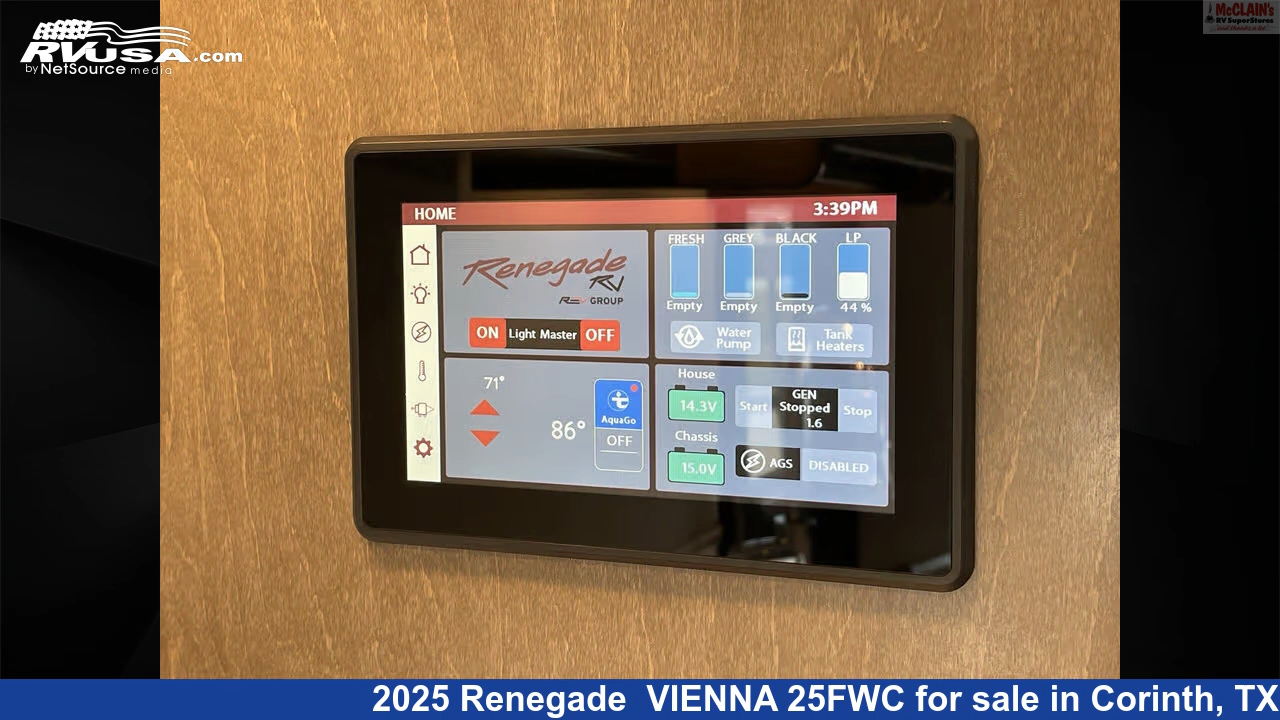 RVUSA.com
by NetSource media
McCLAIN's
RV SuperStores
HOME
3:39PM
Renegade
RV
REV GROUP
ON Light Master OFF
FRESH GREY BLACK LP
Empty Empty Empty 44 %
Water
Pump
Tank
Heaters
71°
86°
AquaGo
OFF
House
14.3V
Chassis
15.0V
Start
GEN
Stopped
1.6
Stop
AGS
DISABLED
2025 Renegade VIENNA 25FWC for sale in Corinth, TX